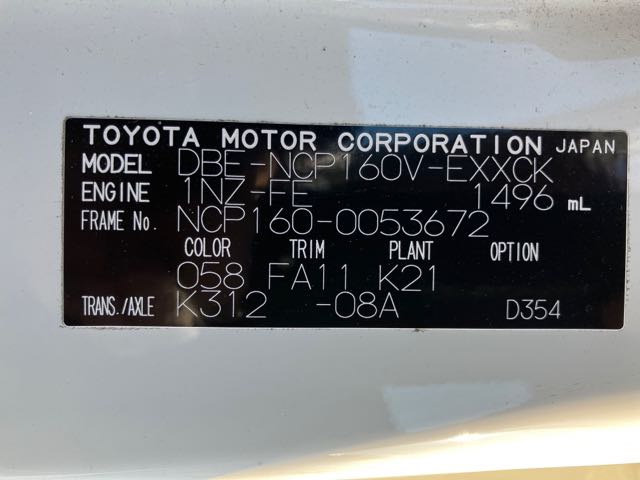 TOYOTA MOTOR CORPORATION JAPAN
MODEL DBE-NCP160V-EXXCK
ENGINE 1NZ-FE 1496 mL
FRAME No. NCP160-0053672
COLOR TRIM PLANT OPTION
058 FA11 K21
TRANS./AXLE K312 -08A D354